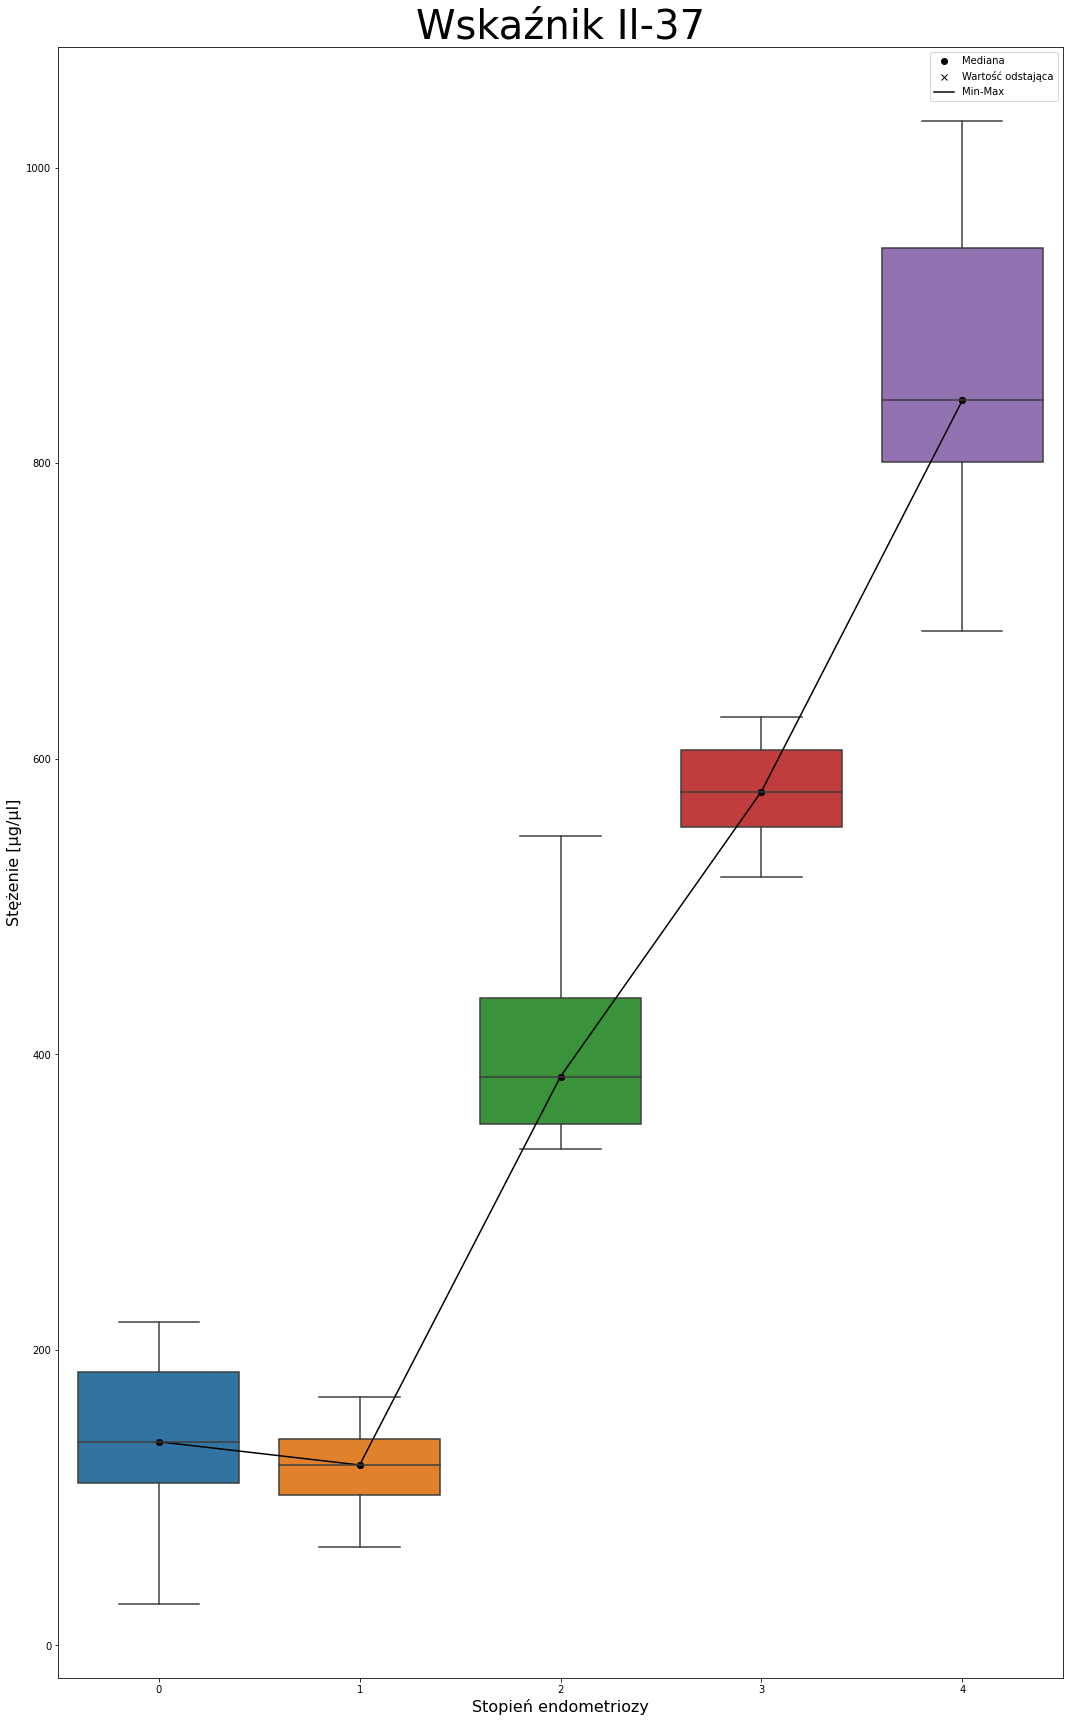 Wskaźnik Il-37
Mediana
Wartość odstająca
Min-Max
1000
800
600
400
200
0
Stężenie [µg/µl]
0 1 2 3 4
Stopień endometriozy